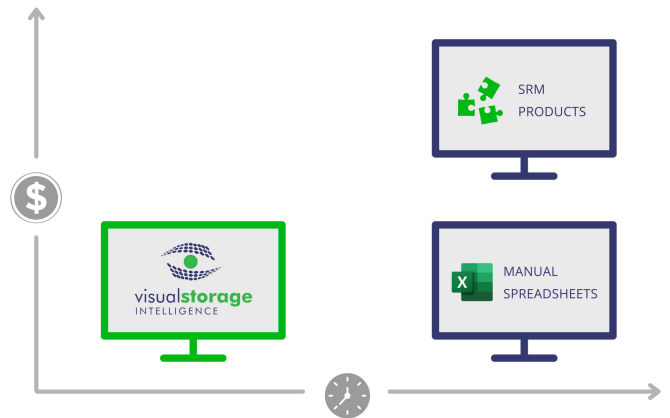 SRM
PRODUCTS
$
visualstorage
INTELLIGENCE
X
MANUAL
SPREADSHEETS